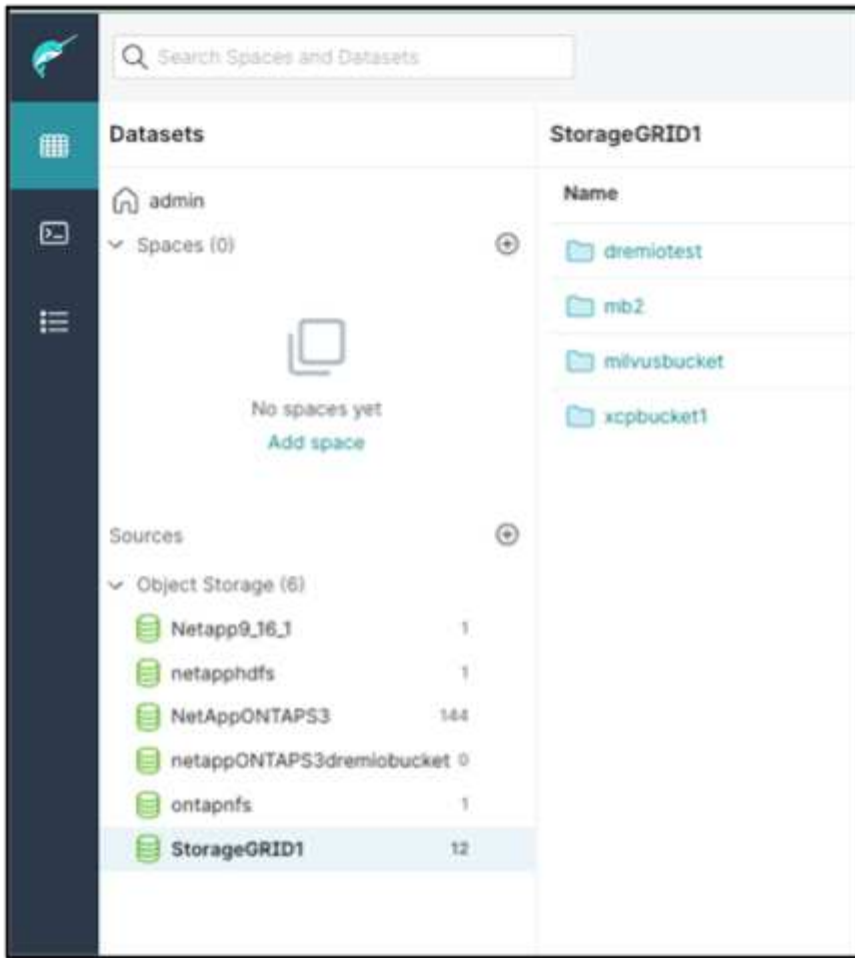 Search Spaces and Datasets
Datasets
admin
Spaces (0)
No spaces yet
Add space
Sources
Object Storage (6)
Netapp9_16_1 1
netapphdfs 1
NetAppONTAPS3 144
netappONTAPS3dremiobucket 0
ontapnfs 1
StorageGRID1 12
StorageGRID1
Name
dremiotest
mb2
milvusbucket
xcpbucket1